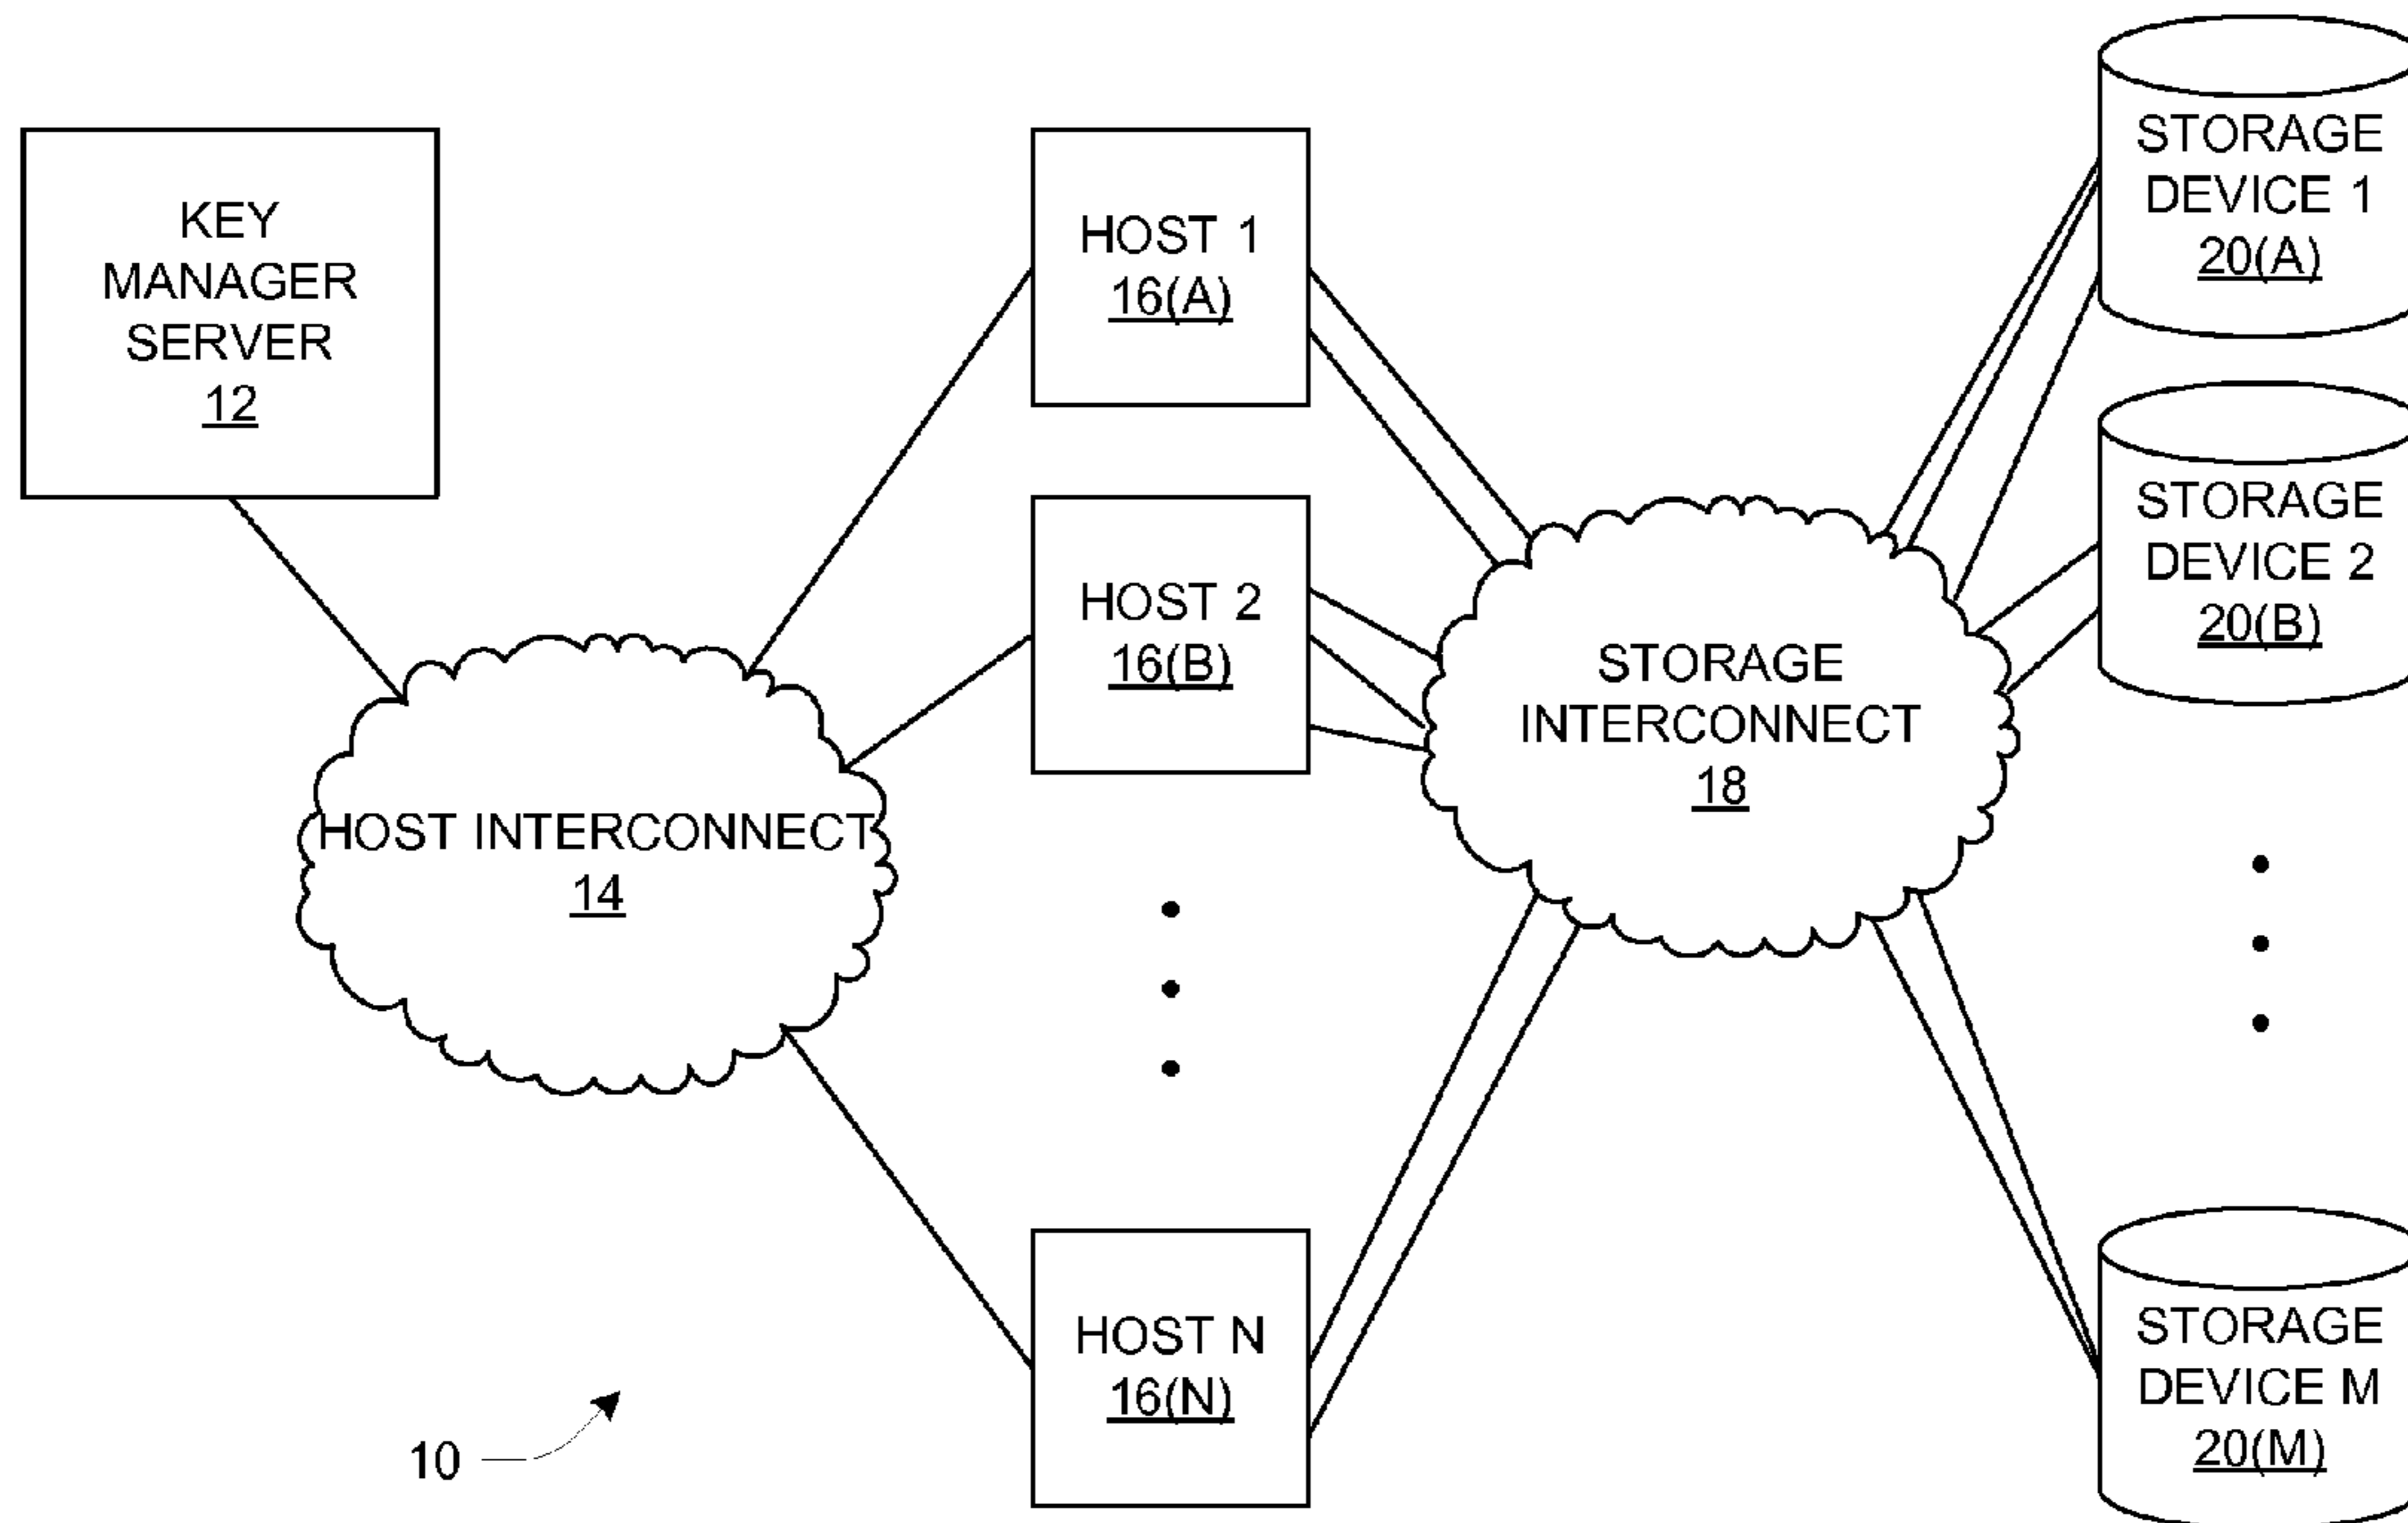 KEY
MANAGER
SERVER
12
HOST INTERCONNECT
14
HOST 1
16(A)
HOST 2
16(B)
HOST N
16(N)
STORAGE
INTERCONNECT
18
STORAGE
DEVICE 1
20(A)
STORAGE
DEVICE 2
20(B)
STORAGE
DEVICE M
20(M)
10